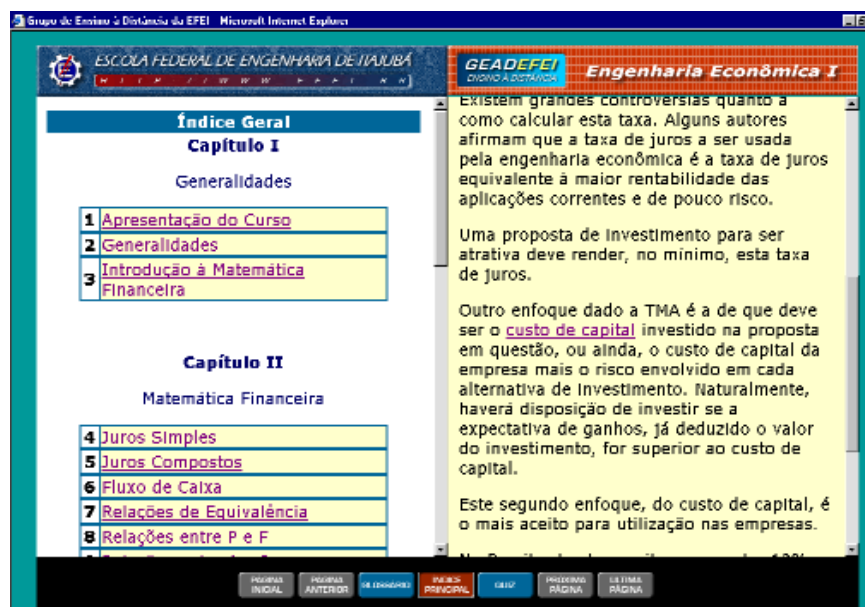 Grupo de Ensino à Distância da EFEI - Microsoft Internet Explorer
ESCOLA FEDERAL DE ENGENHARIA DE ITAJUBÁ
GEADEFEI
ENSINO À DISTÂNCIA
Engenharia Econômica I
Índice Geral
Capítulo I
Generalidades
1 Apresentação do Curso
2 Generalidades
3 Introdução à Matemática
Financeira
Capítulo II
Matemática Financeira
4 Juros Simples
5 Juros Compostos
6 Fluxo de Caixa
7 Relações de Equivalência
8 Relações entre P e F
Existem grandes controvérsias quanto a
como calcular esta taxa. Alguns autores
afirmam que a taxa de juros a ser usada
pela engenharia econômica é a taxa de juros
equivalente à maior rentabilidade das
aplicações correntes e de pouco risco.
Uma proposta de investimento para ser
atrativa deve render, no mínimo, esta taxa
de juros.
Outro enfoque dado a TMA é a de que deve
ser o custo de capital investido na proposta
em questão, ou ainda, o custo de capital da
empresa mais o risco envolvido em cada
alternativa de investimento. Naturalmente,
haverá disposição de investir se a
expectativa de ganhos, já deduzido o valor
do investimento, for superior ao custo de
capital.
Este segundo enfoque, do custo de capital, é
o mais aceito para utilização nas empresas.
PÁGINA INICIAL
PÁGINA ANTERIOR
GLOSSÁRIO
ÍNDICE PRINCIPAL
QUIZ
PRÓXIMA PÁGINA
ÚLTIMA PÁGINA